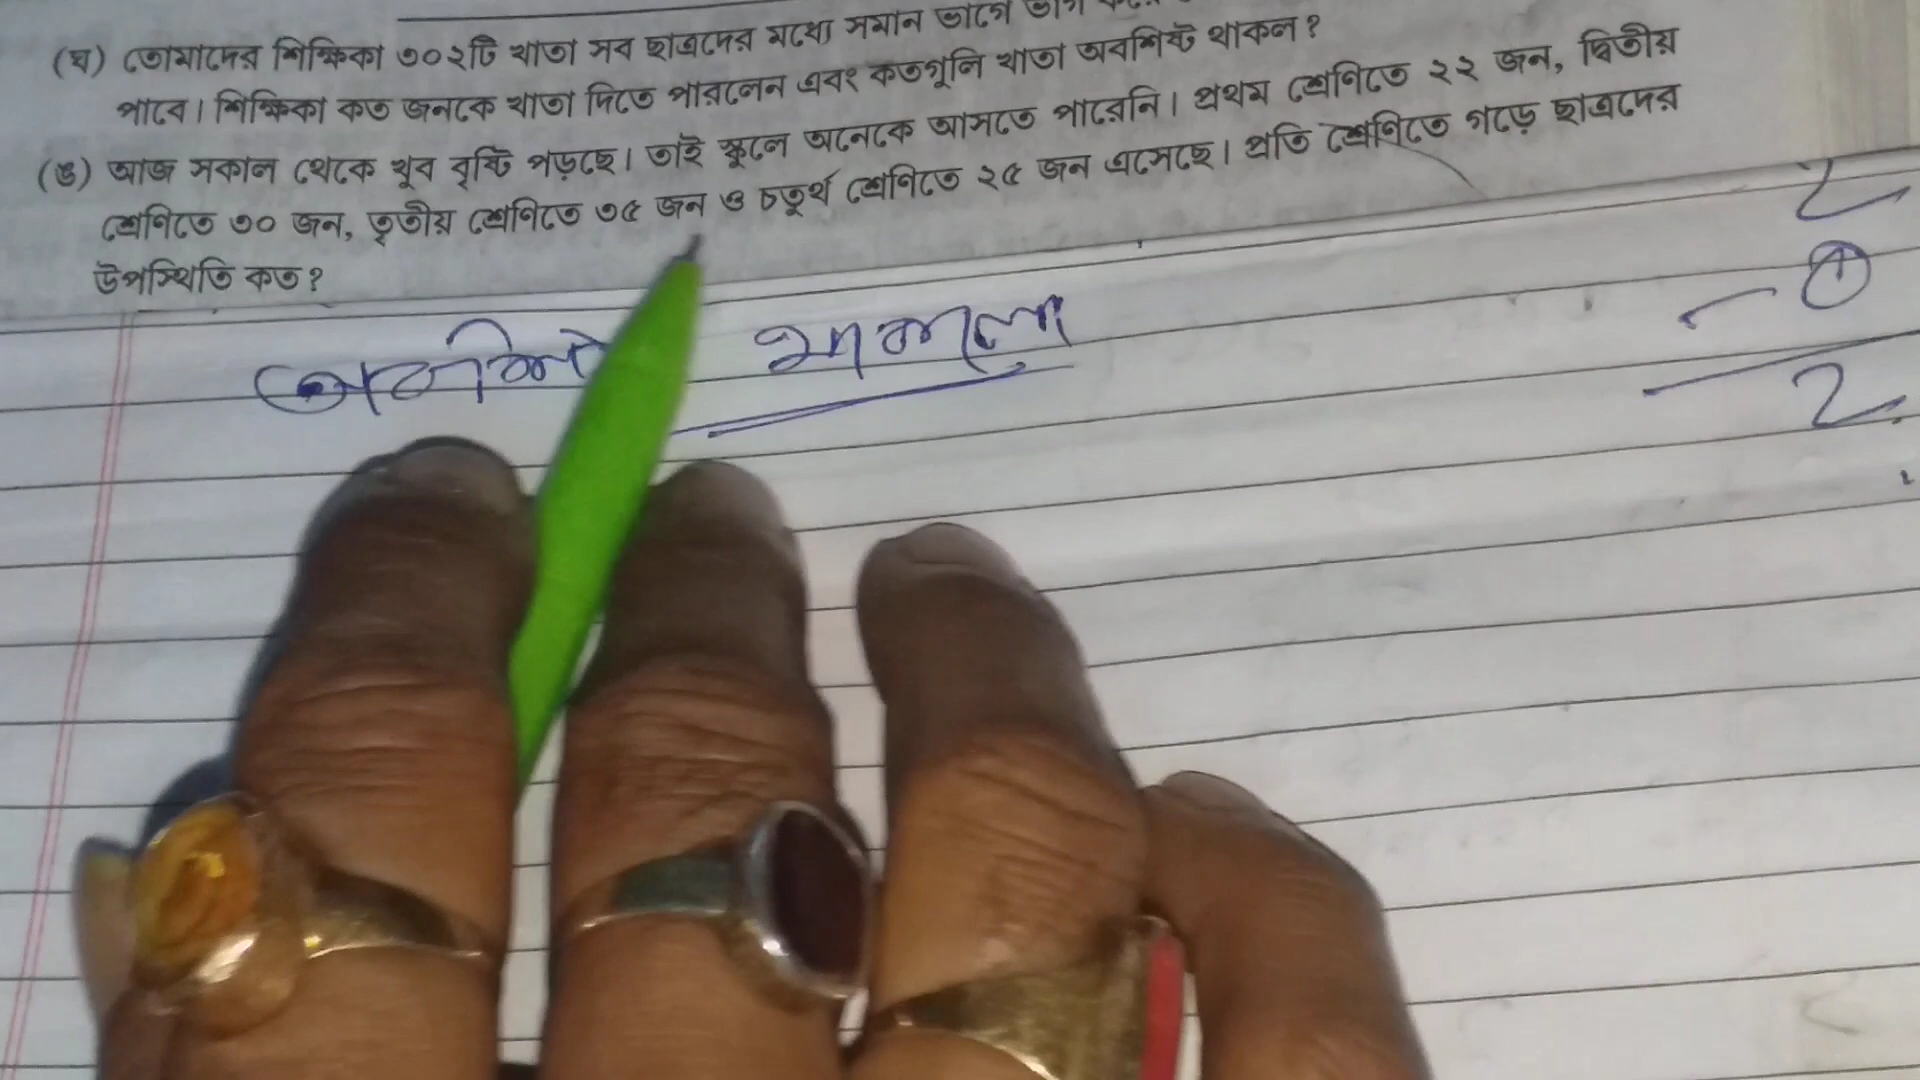 (ঘ) তোমাদের শিক্ষিকা ৩০২টি খাতা সব ছাত্রদের মধ্যে সমান ভাগে ভাগ
পাবে। শিক্ষিকা কত জনকে খাতা দিতে পারলেন এবং কতগুলি খাতা অবশিষ্ট থাকল?
(ঙ) আজ সকাল থেকে খুব বৃষ্টি পড়ছে। তাই স্কুলে অনেকে আসতে পারেনি। প্রথম শ্রেণিতে ২২ জন, দ্বিতীয়
শ্রেণিতে ৩০ জন, তৃতীয় শ্রেণিতে ৩৫ জন ও চতুর্থ শ্রেণিতে ২৫ জন এসেছে। প্রতি শ্রেণিতে গড়ে ছাত্রদের
উপস্থিতি কত?
থাকলো